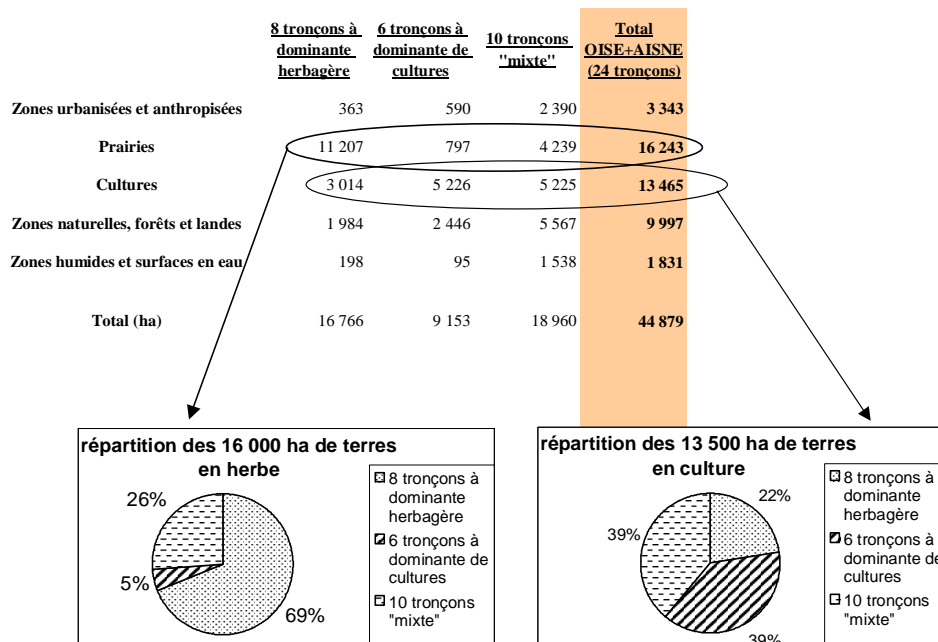 8 tronçons à dominante herbagère 6 tronçons à dominante de cultures 10 tronçons "mixte" Total OISE+AISNE (24 tronçons)
Zones urbanisées et anthropisées 363 590 2 390 3 343
Prairies 11 207 797 4 239 16 243
Cultures 3 014 5 226 5 225 13 465
Zones naturelles, forêts et landes 1 984 2 446 5 567 9 997
Zones humides et surfaces en eau 198 95 1 538 1 831
Total (ha) 16 766 9 153 18 960 44 879
répartition des 16 000 ha de terres
en herbe
26%
5%
69%
8 tronçons à
dominante
herbagère
6 tronçons à
dominante de
cultures
10 tronçons
"mixte"
répartition des 13 500 ha de terres
en culture
22%
39%
39%
8 tronçons à
dominante
herbagère
6 tronçons à
dominante de
cultures
10 tronçons
"mixte"